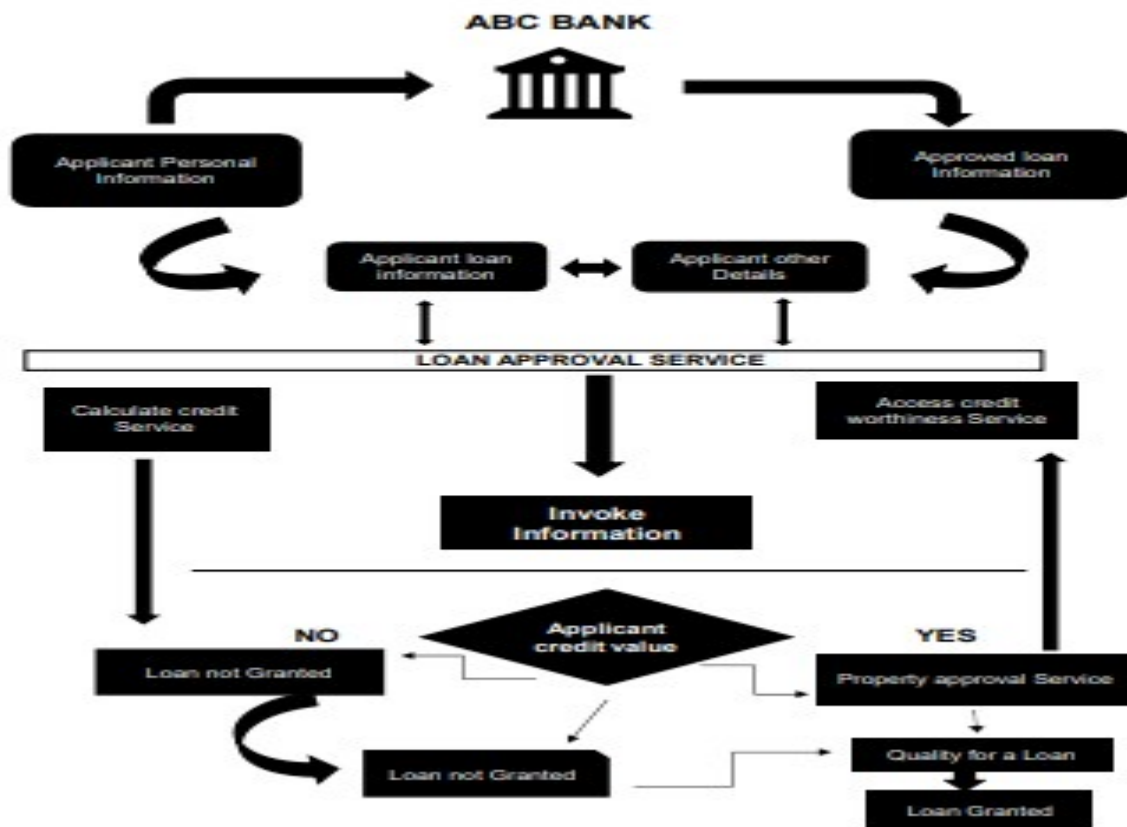 ABC BANK
Applicant Personal
Information
Approved loan
Information
Applicant loan
information
Applicant other
Details
LOAN APPROVAL SERVICE
Calculate credit
Service
Access credit
worthiness Service
Invoke
Information
Applicant
credit value
NO
YES
Loan not Granted
Property approval Service
Loan not Granted
Quality for a Loan
Loan Granted